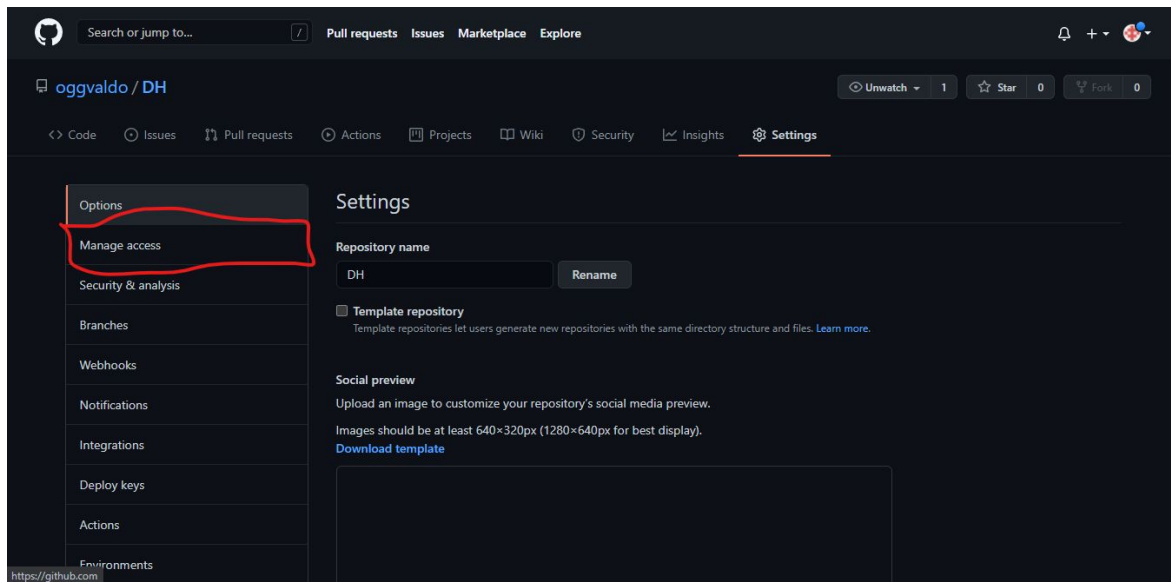 Search or jump to... /
Pull requests Issues Marketplace Explore
oggvaldo / DH
Unwatch 1 Star 0 Fork 0
<> Code Issues Pull requests Actions Projects Wiki Security Insights Settings
Options
Manage access
Security & analysis
Branches
Webhooks
Notifications
Integrations
Deploy keys
Actions
Environments
Settings
Repository name
DH Rename
Template repository
Template repositories let users generate new repositories with the same directory structure and files. Learn more.
Social preview
Upload an image to customize your repository's social media preview.
Images should be at least 640×320px (1280×640px for best display).
Download template
https://github.com